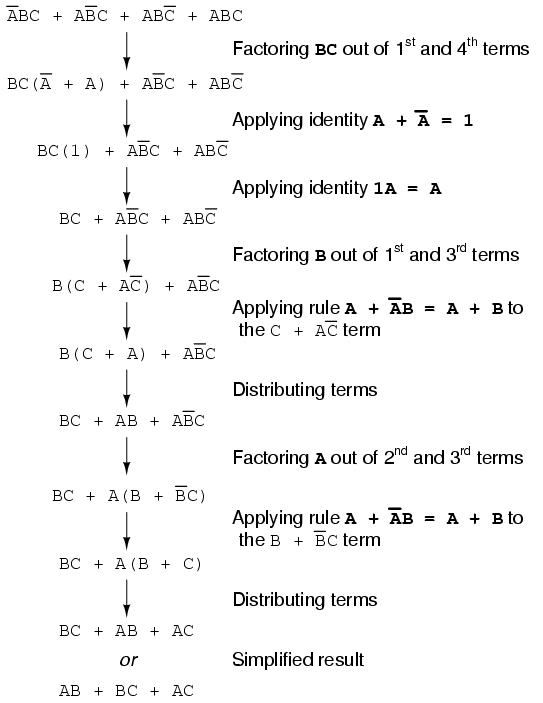 A̅BC + AB̅C + ABC̅ + ABC
Factoring BC out of 1st and 4th terms
BC(A̅ + A) + AB̅C + ABC̅
Applying identity A + A̅ = 1
BC(1) + AB̅C + ABC̅
Applying identity 1A = A
BC + AB̅C + ABC̅
Factoring B out of 1st and 3rd terms
B(C + AC̅) + AB̅C
Applying rule A + A̅B = A + B to
the C + AC̅ term
B(C + A) + AB̅C
Distributing terms
BC + AB + AB̅C
Factoring A out of 2nd and 3rd terms
BC + A(B + B̅C)
Applying rule A + A̅B = A + B to
the B + B̅C term
BC + A(B + C)
Distributing terms
BC + AB + AC
or Simplified result
AB + BC + AC